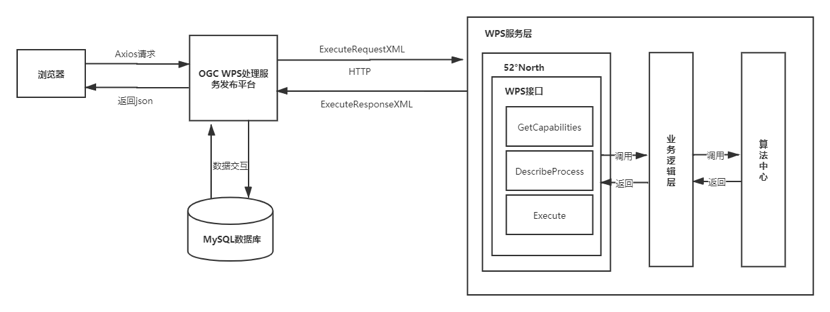 WPS服务层
浏览器
Axios请求
返回json
OGC WPS处理服
务发布平台
ExecuteRequestXML
HTTP
ExecuteResponseXML
数据交互
MySQL数据库
52°North
WPS接口
GetCapabilities
DescribeProcess
Execute
调用
返回
业务逻辑层
调用
返回
算法中心